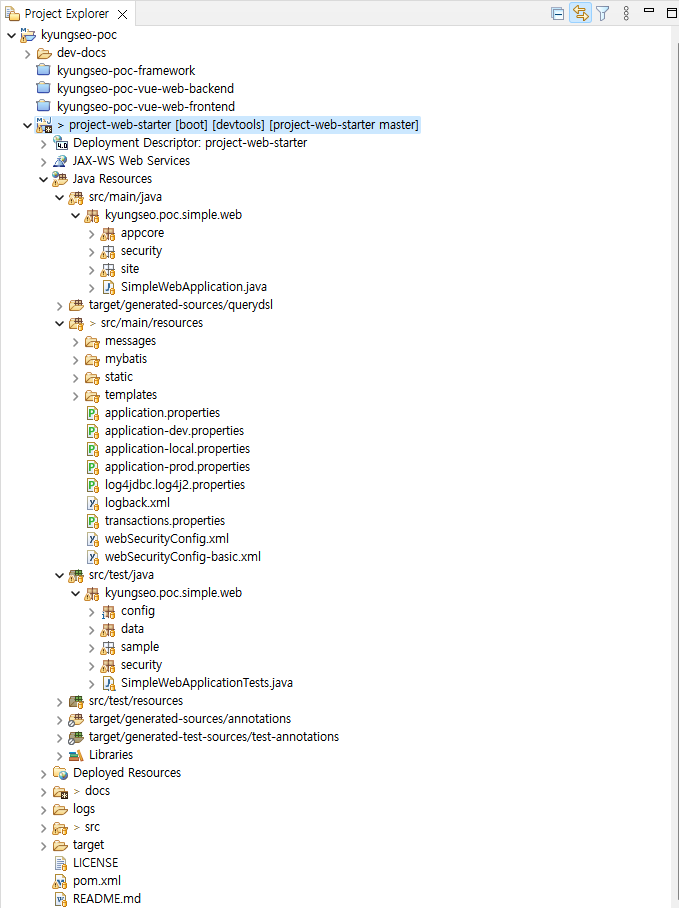 Project Explorer
kyungseo-poc
dev-docs
kyungseo-poc-framework
kyungseo-poc-vue-web-backend
kyungseo-poc-vue-web-frontend
> project-web-starter [boot] [devtools] [project-web-starter master]
Deployment Descriptor: project-web-starter
JAX-WS Web Services
Java Resources
src/main/java
kyungseo.poc.simple.web
appcore
security
site
SimpleWebApplication.java
target/generated-sources/querydsl
> src/main/resources
messages
mybatis
static
templates
application.properties
application-dev.properties
application-local.properties
application-prod.properties
log4jdbc.log4j2.properties
logback.xml
transactions.properties
webSecurityConfig.xml
webSecurityConfig-basic.xml
src/test/java
kyungseo.poc.simple.web
config
data
sample
security
SimpleWebApplicationTests.java
src/test/resources
target/generated-sources/annotations
target/generated-test-sources/test-annotations
Libraries
Deployed Resources
> docs
logs
> src
target
LICENSE
pom.xml
README.md